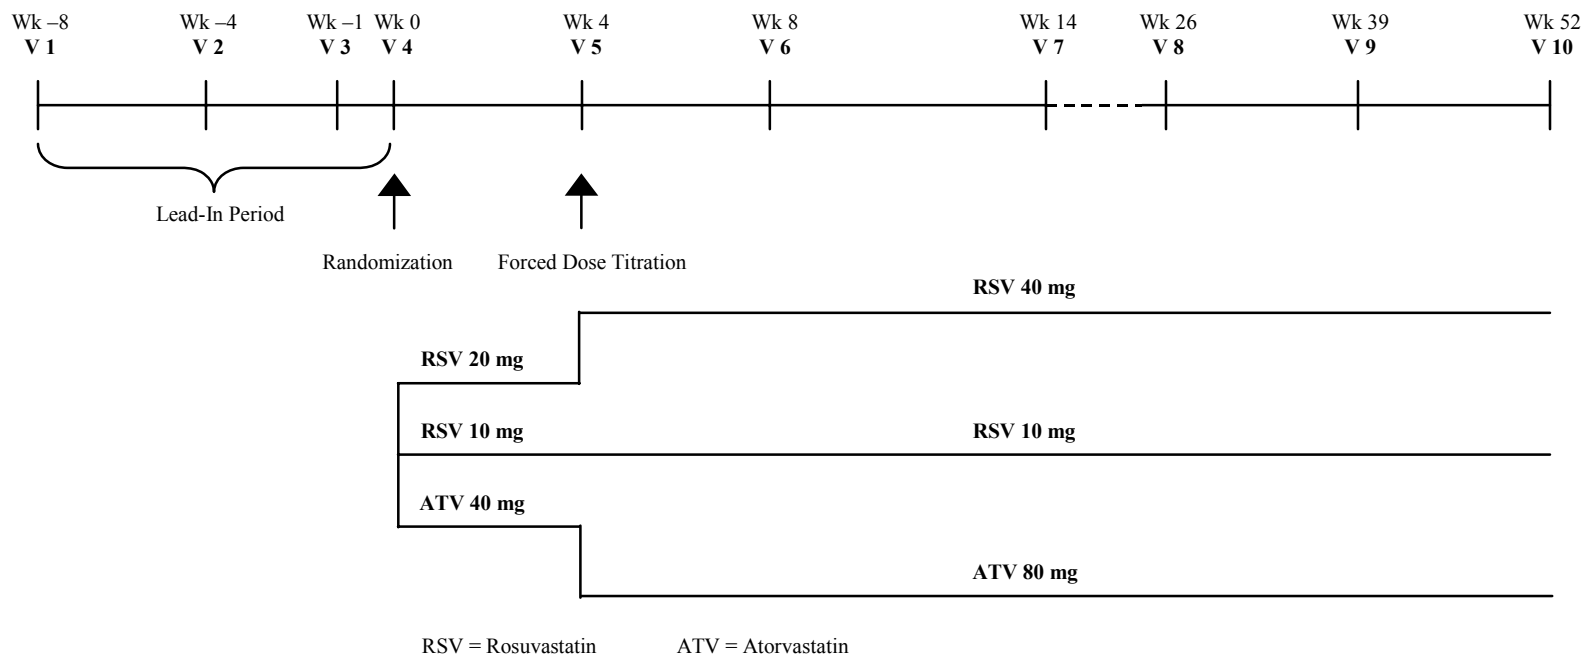 Wk –8 Wk –4 Wk –1 Wk 0 Wk 4 Wk 8 Wk 14 Wk 26 Wk 39 Wk 52
V 1 V 2 V 3 V 4 V 5 V 6 V 7 V 8 V 9 V 10
Lead-In Period
Randomization Forced Dose Titration
RSV 40 mg
RSV 20 mg
RSV 10 mg RSV 10 mg
ATV 40 mg
ATV 80 mg
RSV = Rosuvastatin ATV = Atorvastatin